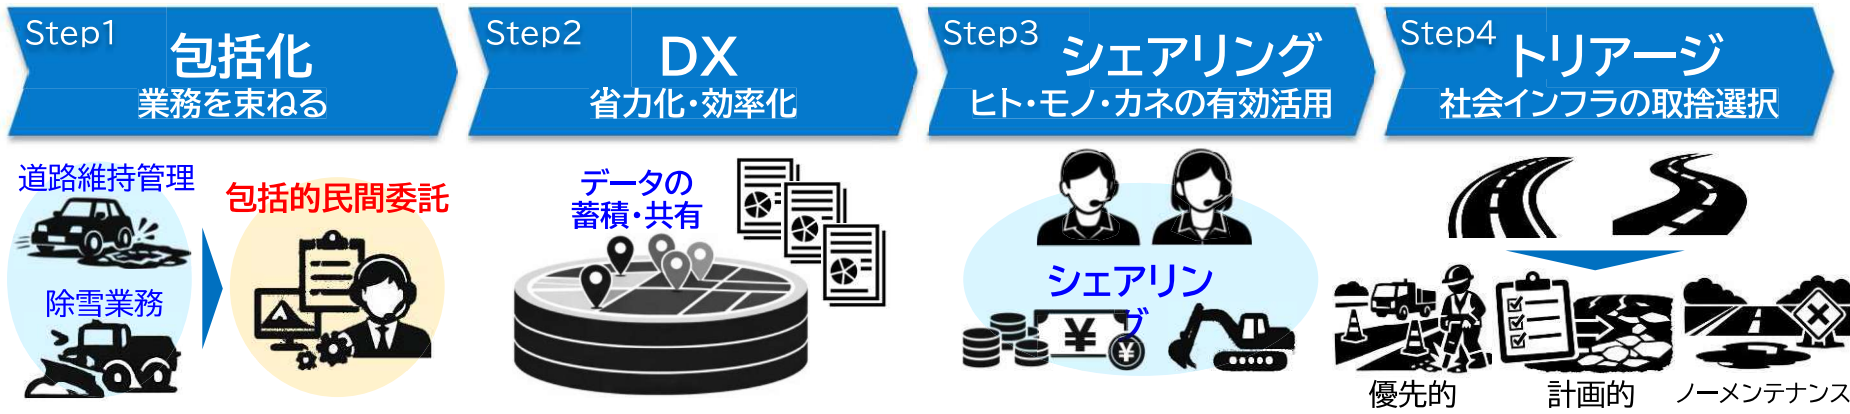 Step1
包括化
業務を束ねる
道路維持管理
除雪業務
包括的民間委託
Step2
DX
省力化・効率化
データの
蓄積・共有
Step3
シェアリング
ヒト・モノ・カネの有効活用
シェアリン
グ
¥
¥
Step4
トリアージ
社会インフラの取捨選択
優先的
計画的
ノーメンテナンス